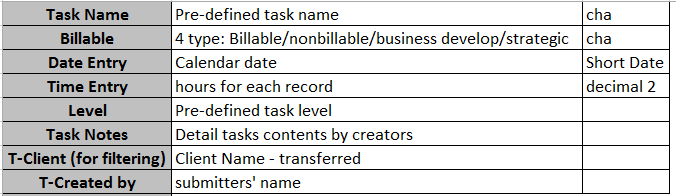 Task Name Pre-defined task name cha
Billable 4 type: Billable/nonbillable/business develop/strategic cha
Date Entry Calendar date Short Date
Time Entry hours for each record decimal 2
Level Pre-defined task level
Task Notes Detail tasks contents by creators
T-Client (for filtering) Client Name - transferred
T-Created by submitters' name